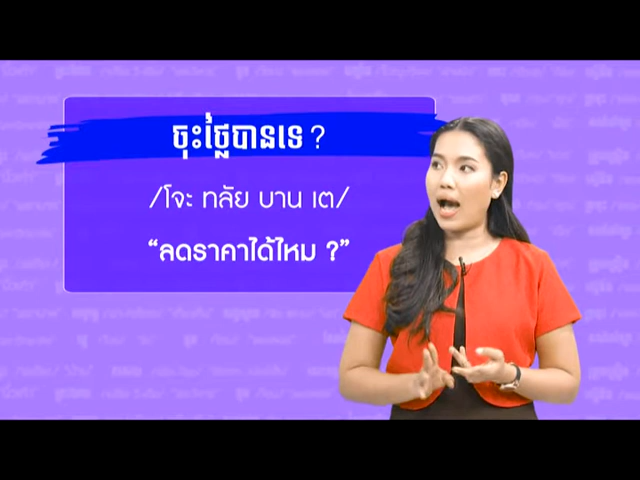 ចុះថ្លៃបានទេ?
/โจะ ทลัย บาน เต/
“ลดราคาได้ไหม ?”